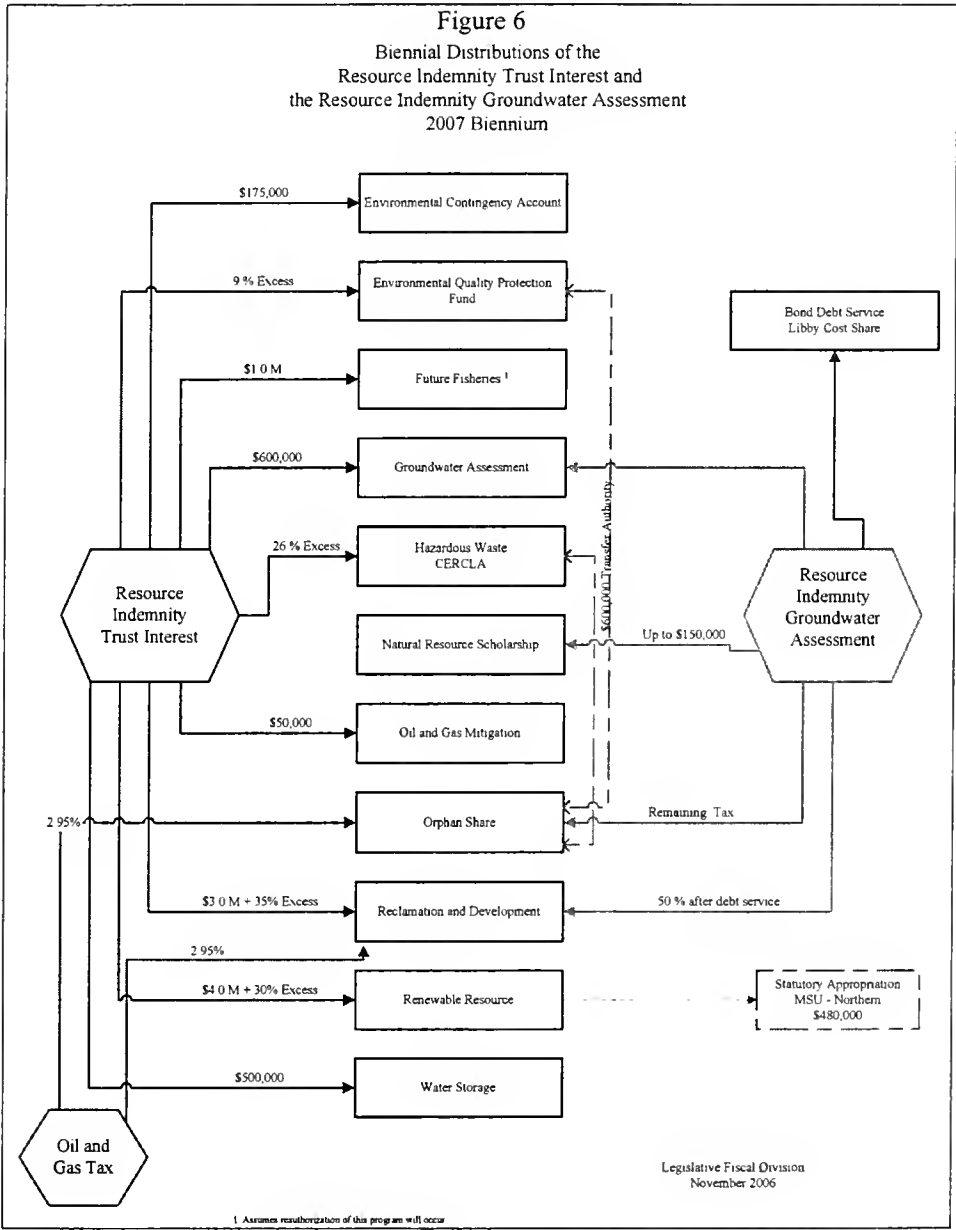 Figure 6
Biennial Distributions of the
Resource Indemnity Trust Interest and
the Resource Indemnity Groundwater Assessment
2007 Biennium
$175,000
Environmental Contingency Account
9 % Excess
Environmental Quality Protection
Fund
Bond Debt Service
Libby Cost Share
$1 0 M
Future Fisheries 1
$600,000
Groundwater Assessment
$600,000 Transfer Authority
26 % Excess
Hazardous Waste
CERCLA
Resource
Indemnity
Trust Interest
Resource
Indemnity
Groundwater
Assessment
Natural Resource Scholarship
Up to $150,000
$50,000
Oil and Gas Mitigation
2 95%
Orphan Share
Remaining Tax
$3 0 M + 35% Excess
Reclamation and Development
50 % after debt service
2 95%
$4 0 M + 30% Excess
Renewable Resource
Statutory Appropriation
MSU - Northern
$480,000
$500,000
Water Storage
Oil and
Gas Tax
Legislative Fiscal Division
November 2006
1 Assumes reauthorization of this program will occur